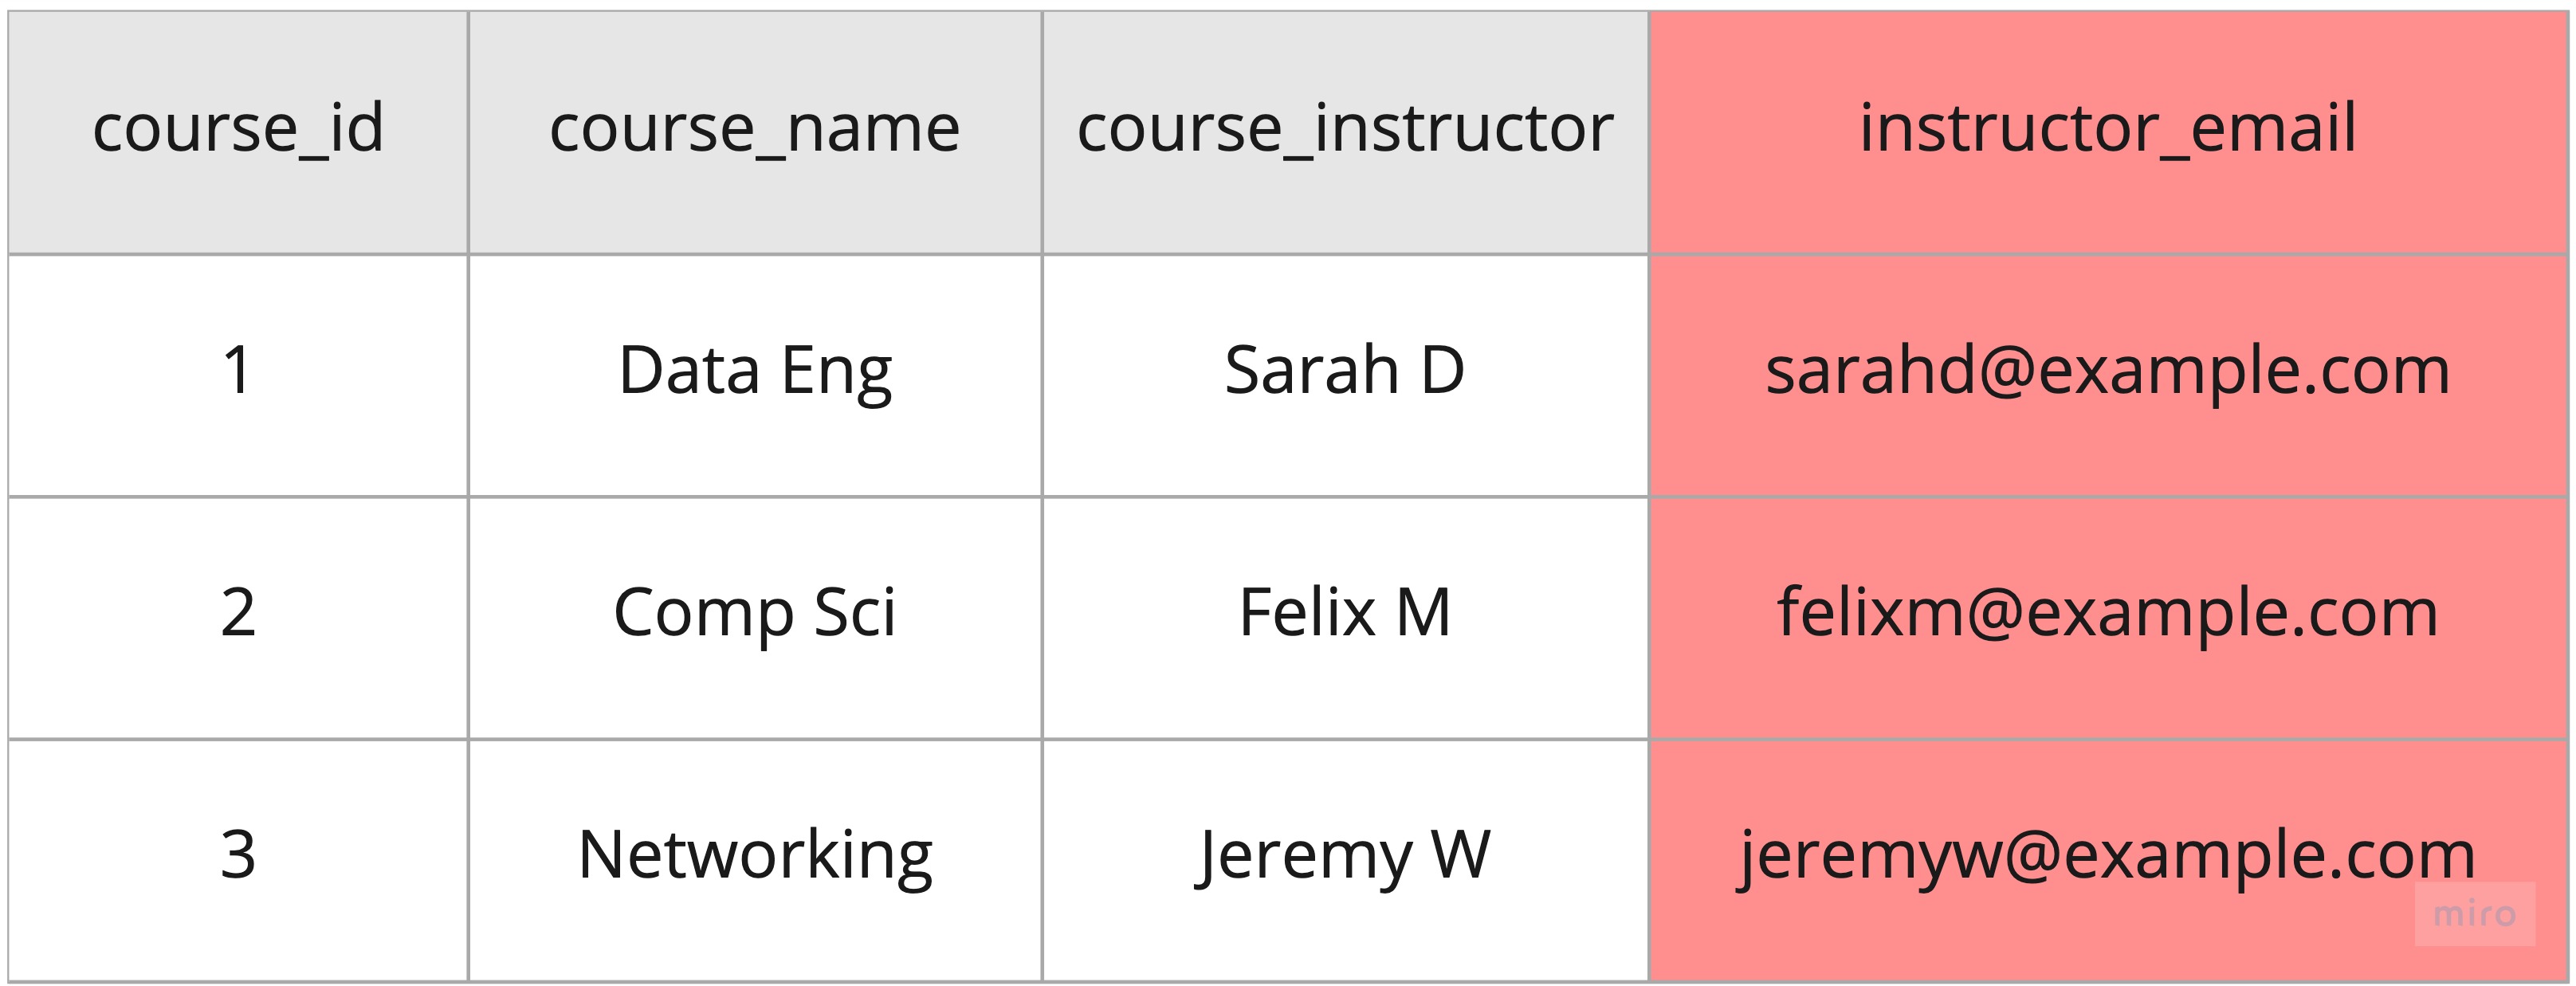 course_id course_name course_instructor instructor_email
1 Data Eng Sarah D sarahd@example.com
2 Comp Sci Felix M felixm@example.com
3 Networking Jeremy W jeremyw@example.com
miro